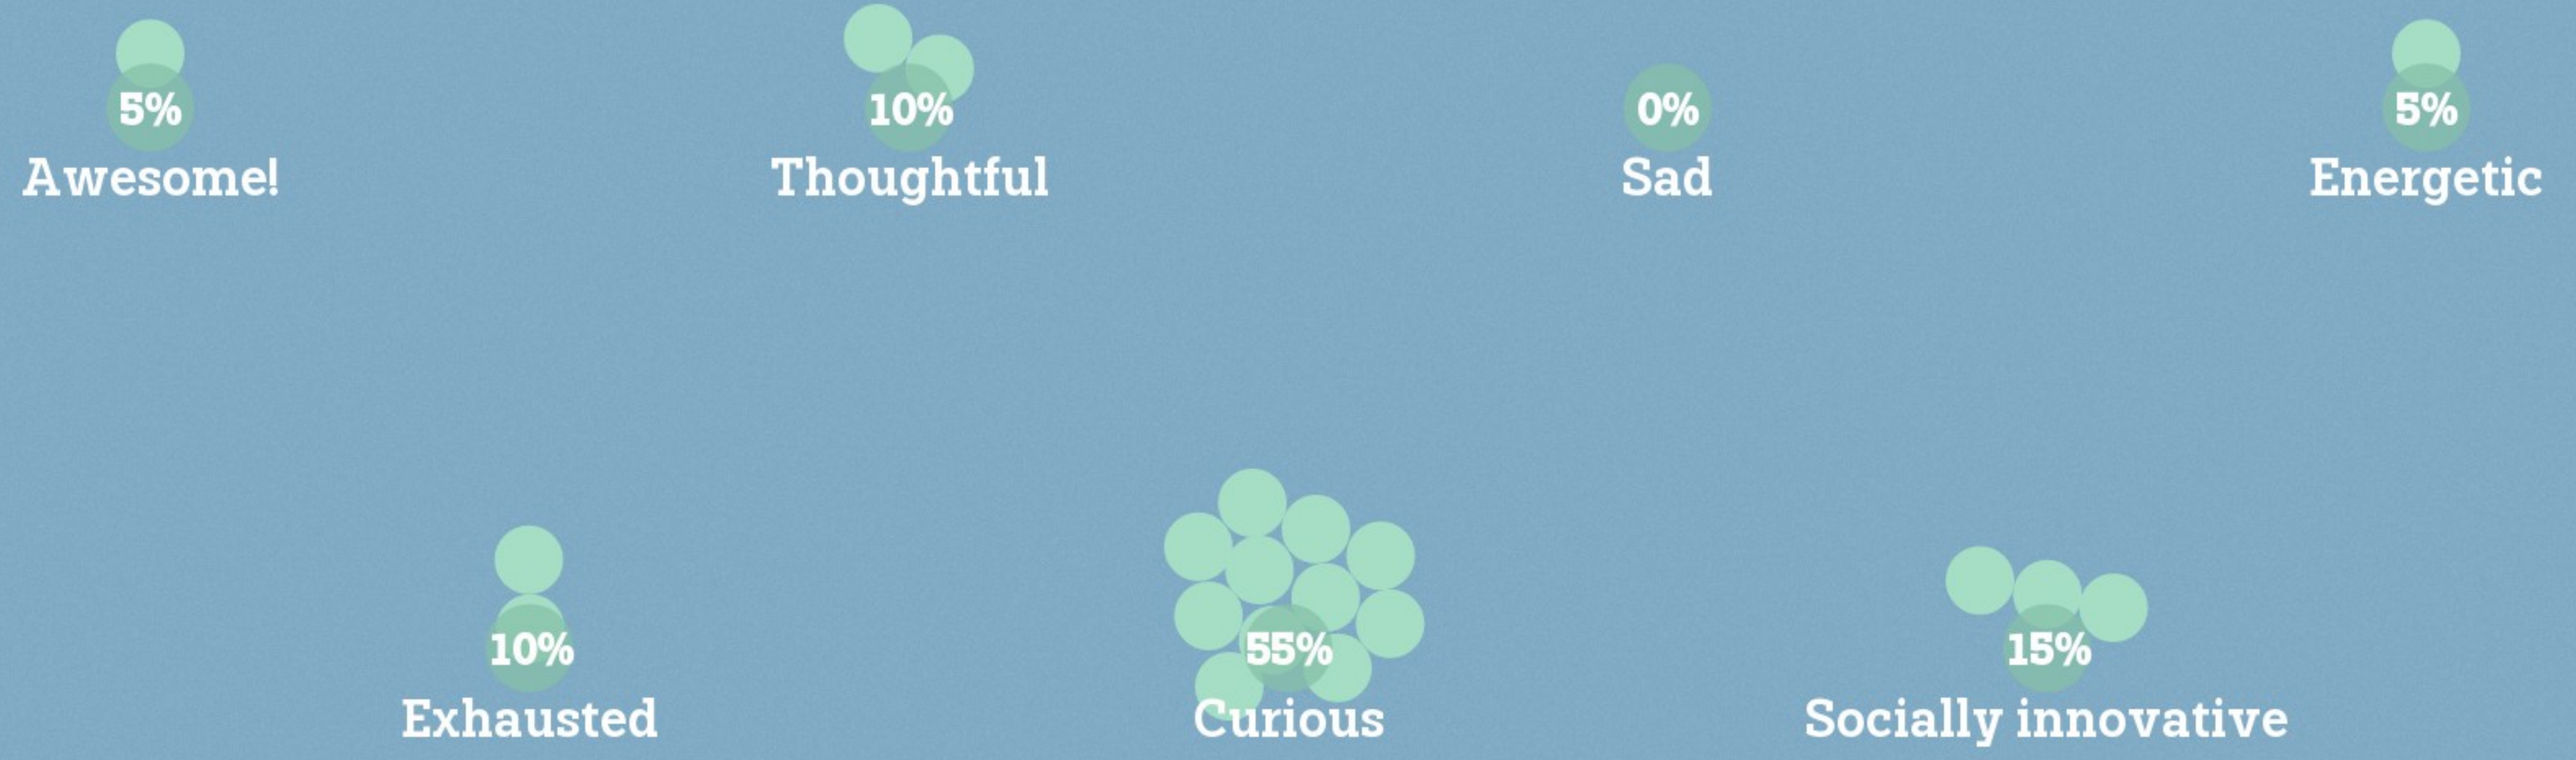 5%
Awesome!
10%
Thoughtful
0%
Sad
5%
Energetic
10%
Exhausted
55%
Curious
15%
Socially innovative